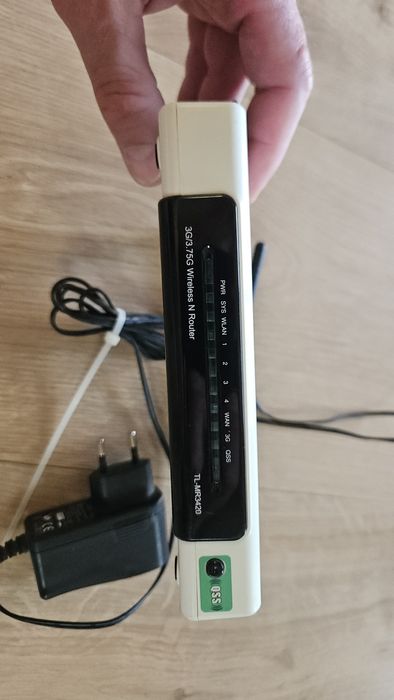 3G/3.75G Wireless N Router
PWR SYS WLAN 1 2 3 4 WAN 3G QSS
TL-MR3420
QSS